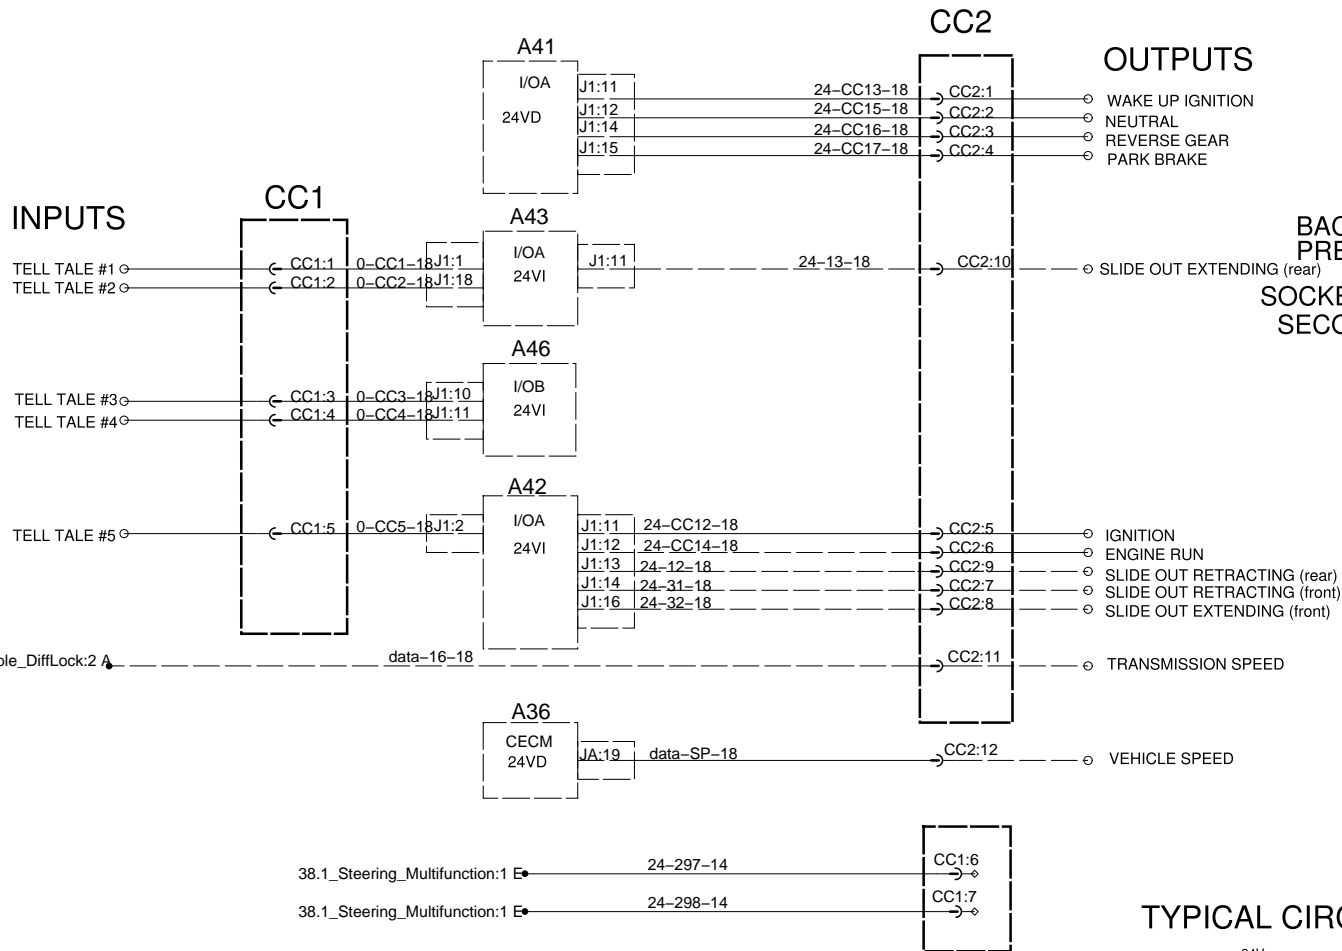 CC2
A41
OUTPUTS
I/OA
J1:11
24−CC13−18
CC2:1
WAKE UP IGNITION
24VD
J1:12
24−CC15−18
CC2:2
NEUTRAL
J1:14
24−CC16−18
CC2:3
REVERSE GEAR
J1:15
24−CC17−18
CC2:4
PARK BRAKE
CC1
INPUTS
A43
TELL TALE #1
CC1:1
0−CC1−18
J1:1
I/OA
J1:11
24−13−18
CC2:10
SLIDE OUT EXTENDING (rear)
TELL TALE #2
CC1:2
0−CC2−18
J1:18
24VI
BAC
PRE
SOCKE
SECO
A46
TELL TALE #3
CC1:3
0−CC3−18
J1:10
I/OB
TELL TALE #4
CC1:4
0−CC4−18
J1:11
24VI
A42
TELL TALE #5
CC1:5
0−CC5−18
J1:2
I/OA
24VI
J1:11
24−CC12−18
CC2:5
IGNITION
J1:12
24−CC14−18
CC2:6
ENGINE RUN
J1:13
24−12−18
CC2:9
SLIDE OUT RETRACTING (rear)
J1:14
24−31−18
CC2:7
SLIDE OUT RETRACTING (front)
J1:16
24−32−18
CC2:8
SLIDE OUT EXTENDING (front)
ole_DiffLock:2 A
data−16−18
CC2:11
TRANSMISSION SPEED
A36
CECM
24VD
JA:19
data−SP−18
CC2:12
VEHICLE SPEED
38.1_Steering_Multifunction:1 E
24−297−14
CC1:6
38.1_Steering_Multifunction:1 E
24−298−14
CC1:7
TYPICAL CIRC